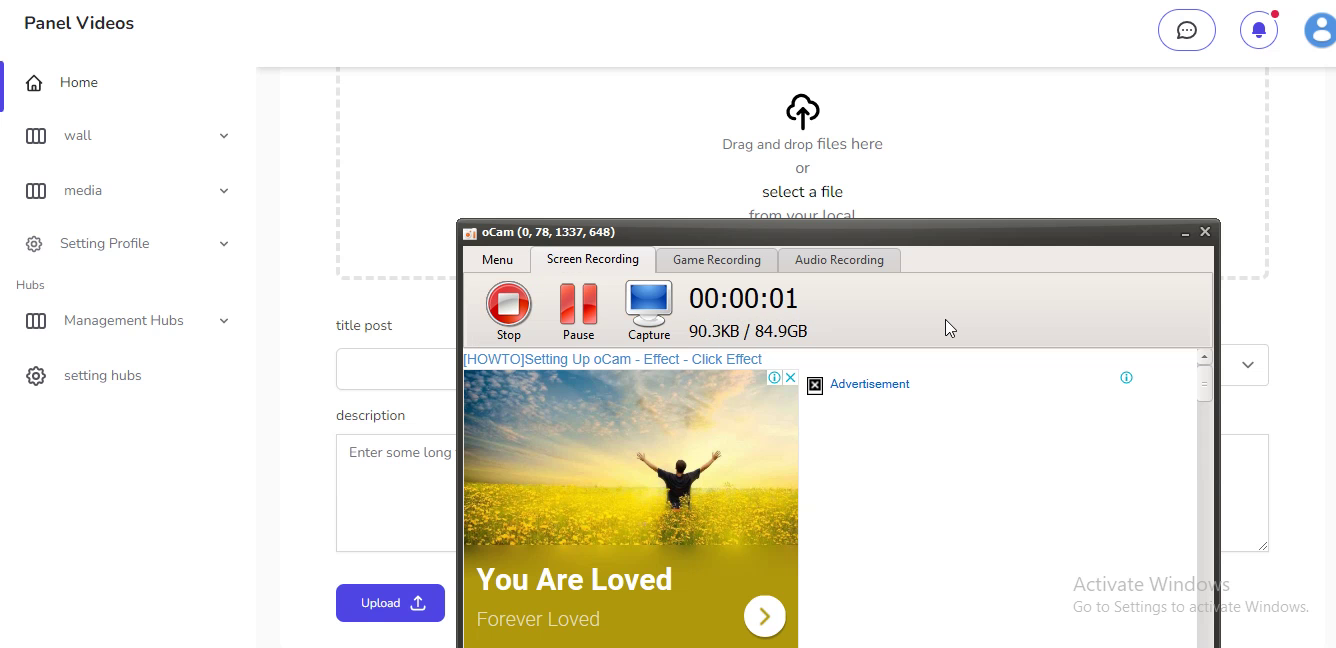 Panel Videos
Home
wall
media
Setting Profile
Hubs
Management Hubs
setting hubs
Drag and drop files here
or
select a file
from your local
title post
description
Enter some long
Upload
oCam (0, 78, 1337, 648)
Menu
Screen Recording
Game Recording
Audio Recording
Stop
Pause
Capture
00:00:01
90.3KB / 84.9GB
[HOWTO]Setting Up oCam - Effect - Click Effect
Advertisement
You Are Loved
Forever Loved
Activate Windows
Go to Settings to activate Windows.